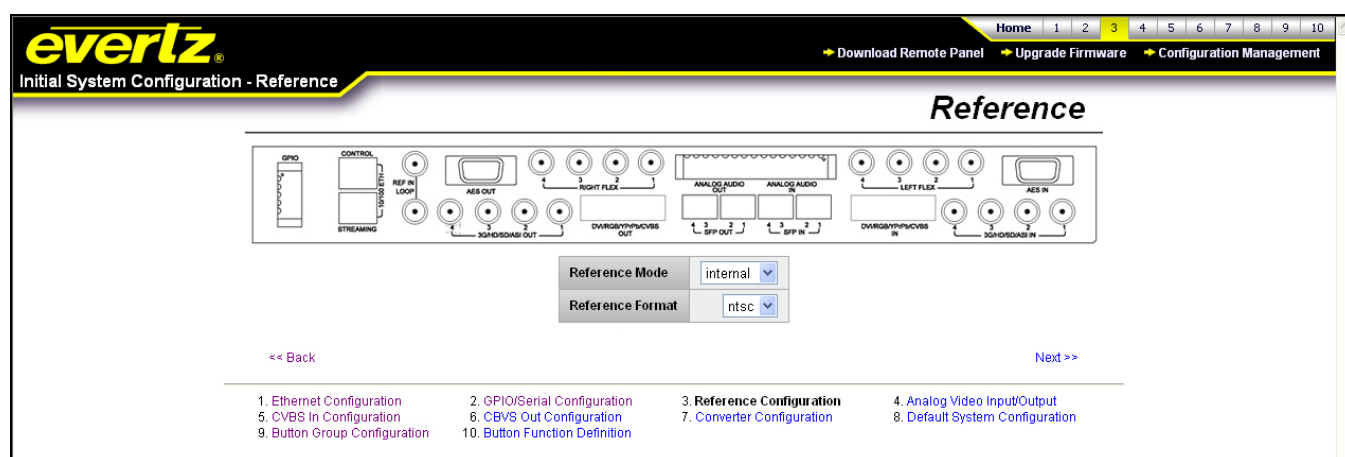 evertz®
Home 1 2 3 4 5 6 7 8 9 10
Download Remote Panel Upgrade Firmware Configuration Management
Initial System Configuration - Reference
Reference
GPIO
CONTROL
10/100 ETH
STREAMING
REF IN
LOOP
AES OUT
4 3 2 1
RIGHT FLEX
4 3 2 1
3G/HD/SD/ASI OUT
DVI/RGB/YPrPb/CVBS
OUT
ANALOG AUDIO
OUT
ANALOG AUDIO
IN
4 3 2 1
SFP OUT
4 3 2 1
SFP IN
4 3 2 1
LEFT FLEX
DVI/RGB/YPrPb/CVBS
IN
AES IN
4 3 2 1
3G/HD/SD/ASI IN
Reference Mode internal
Reference Format ntsc
<< Back Next >>
1. Ethernet Configuration 2. GPIO/Serial Configuration 3. Reference Configuration 4. Analog Video Input/Output
5. CVBS In Configuration 6. CBVS Out Configuration 7. Converter Configuration 8. Default System Configuration
9. Button Group Configuration 10. Button Function Definition